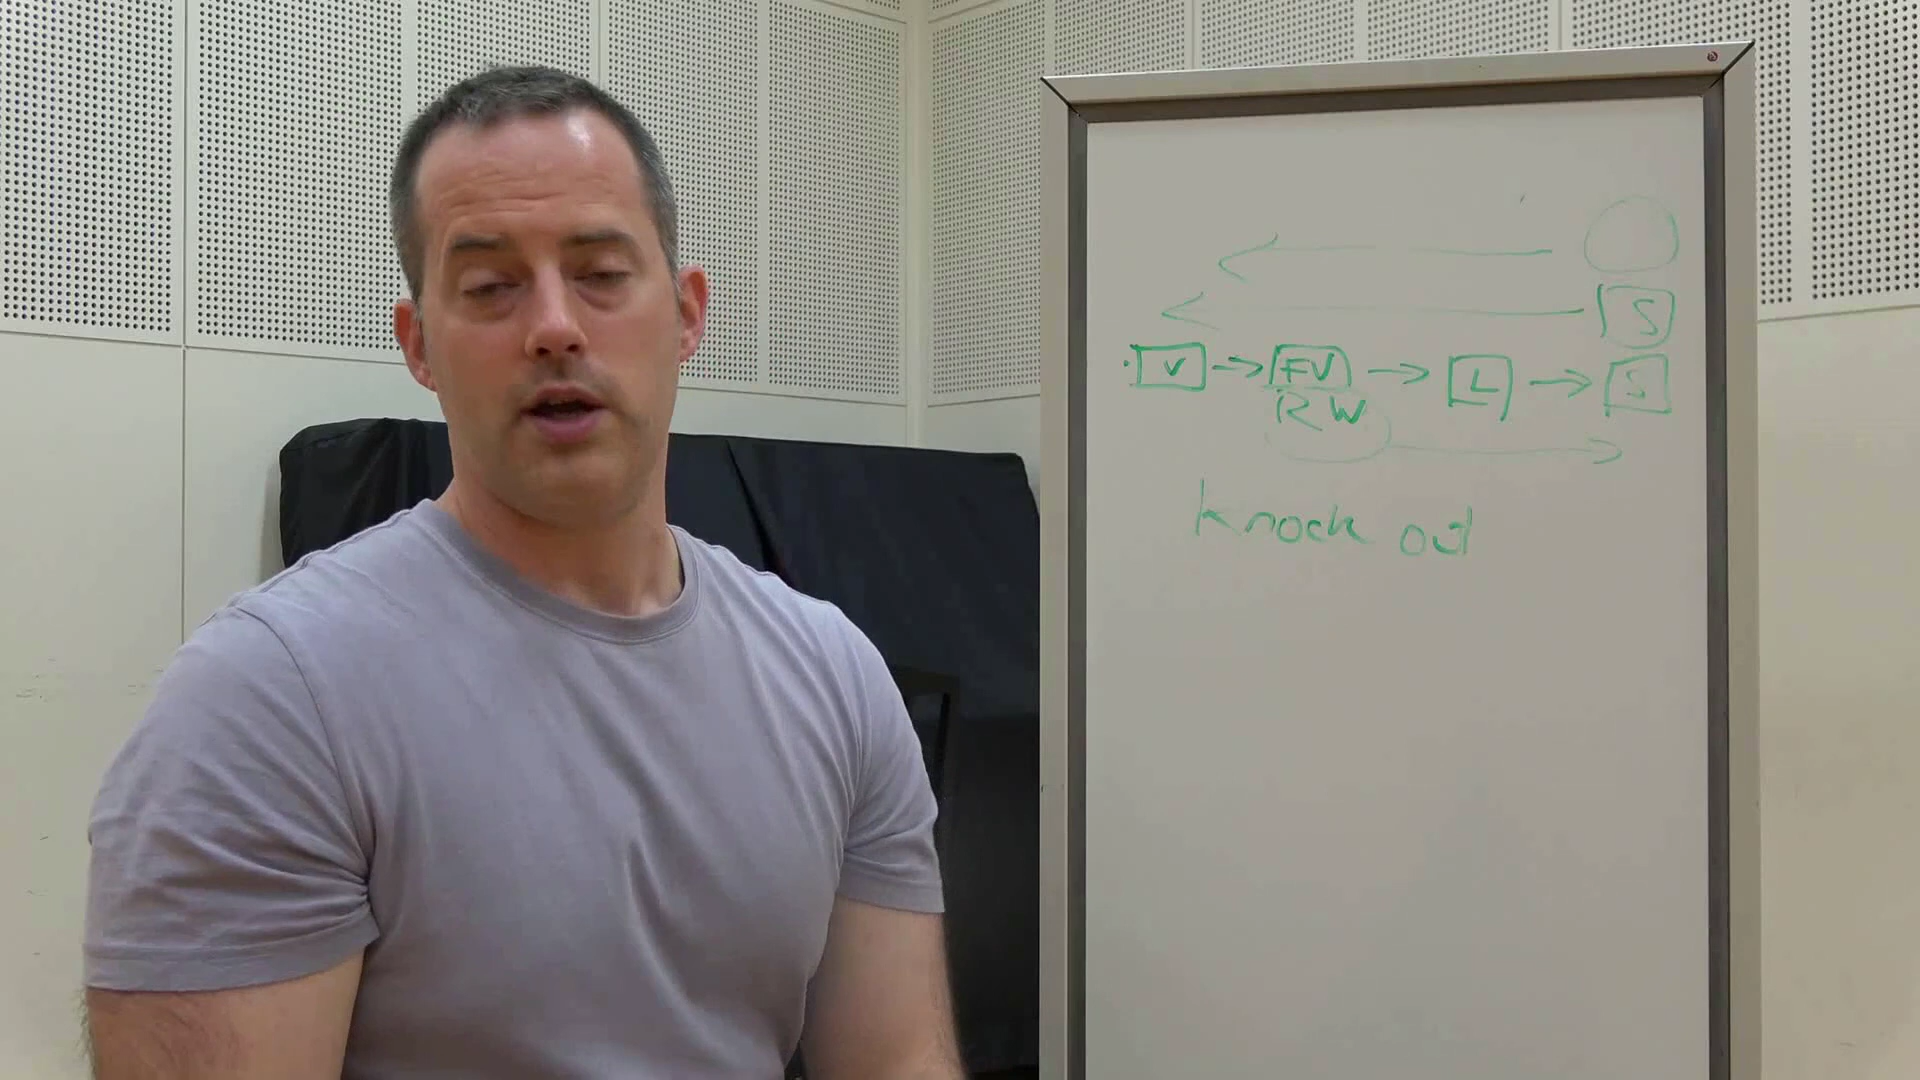 S
V → FV → L → S
RW
Knock out